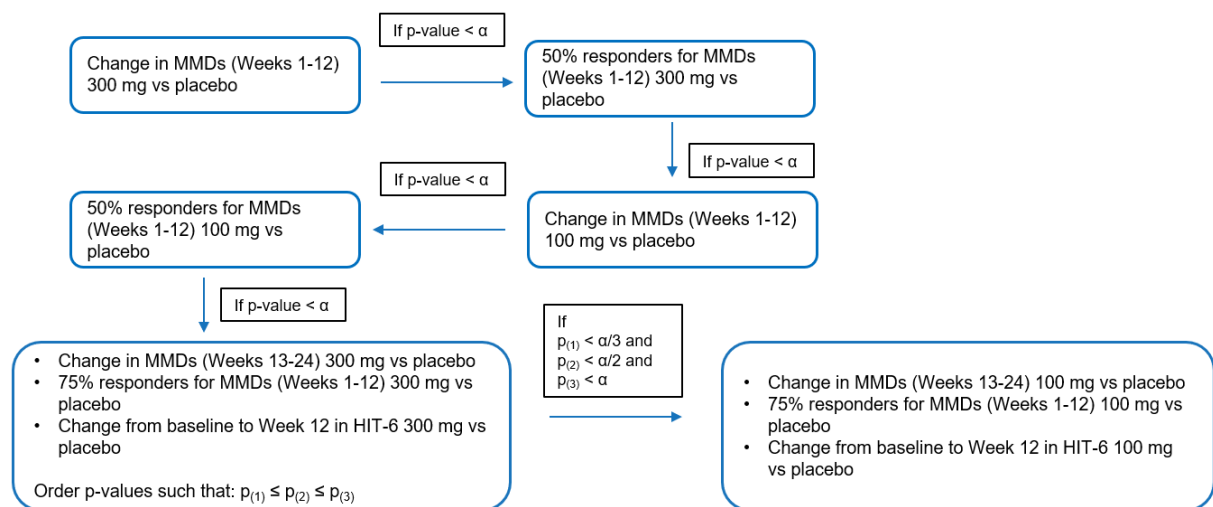 Change in MMDs (Weeks 1-12)
300 mg vs placebo
If p-value < α
50% responders for MMDs
(Weeks 1-12) 300 mg vs
placebo
If p-value < α
Change in MMDs (Weeks 1-12)
100 mg vs placebo
If p-value < α
50% responders for MMDs
(Weeks 1-12) 100 mg vs
placebo
If p-value < α
• Change in MMDs (Weeks 13-24) 300 mg vs placebo
• 75% responders for MMDs (Weeks 1-12) 300 mg vs
placebo
• Change from baseline to Week 12 in HIT-6 300 mg vs
placebo
Order p-values such that: p(1) ≤ p(2) ≤ p(3)
If
p(1) < α/3 and
p(2) < α/2 and
p(3) < α
• Change in MMDs (Weeks 13-24) 100 mg vs placebo
• 75% responders for MMDs (Weeks 1-12) 100 mg vs
placebo
• Change from baseline to Week 12 in HIT-6 100 mg
vs placebo